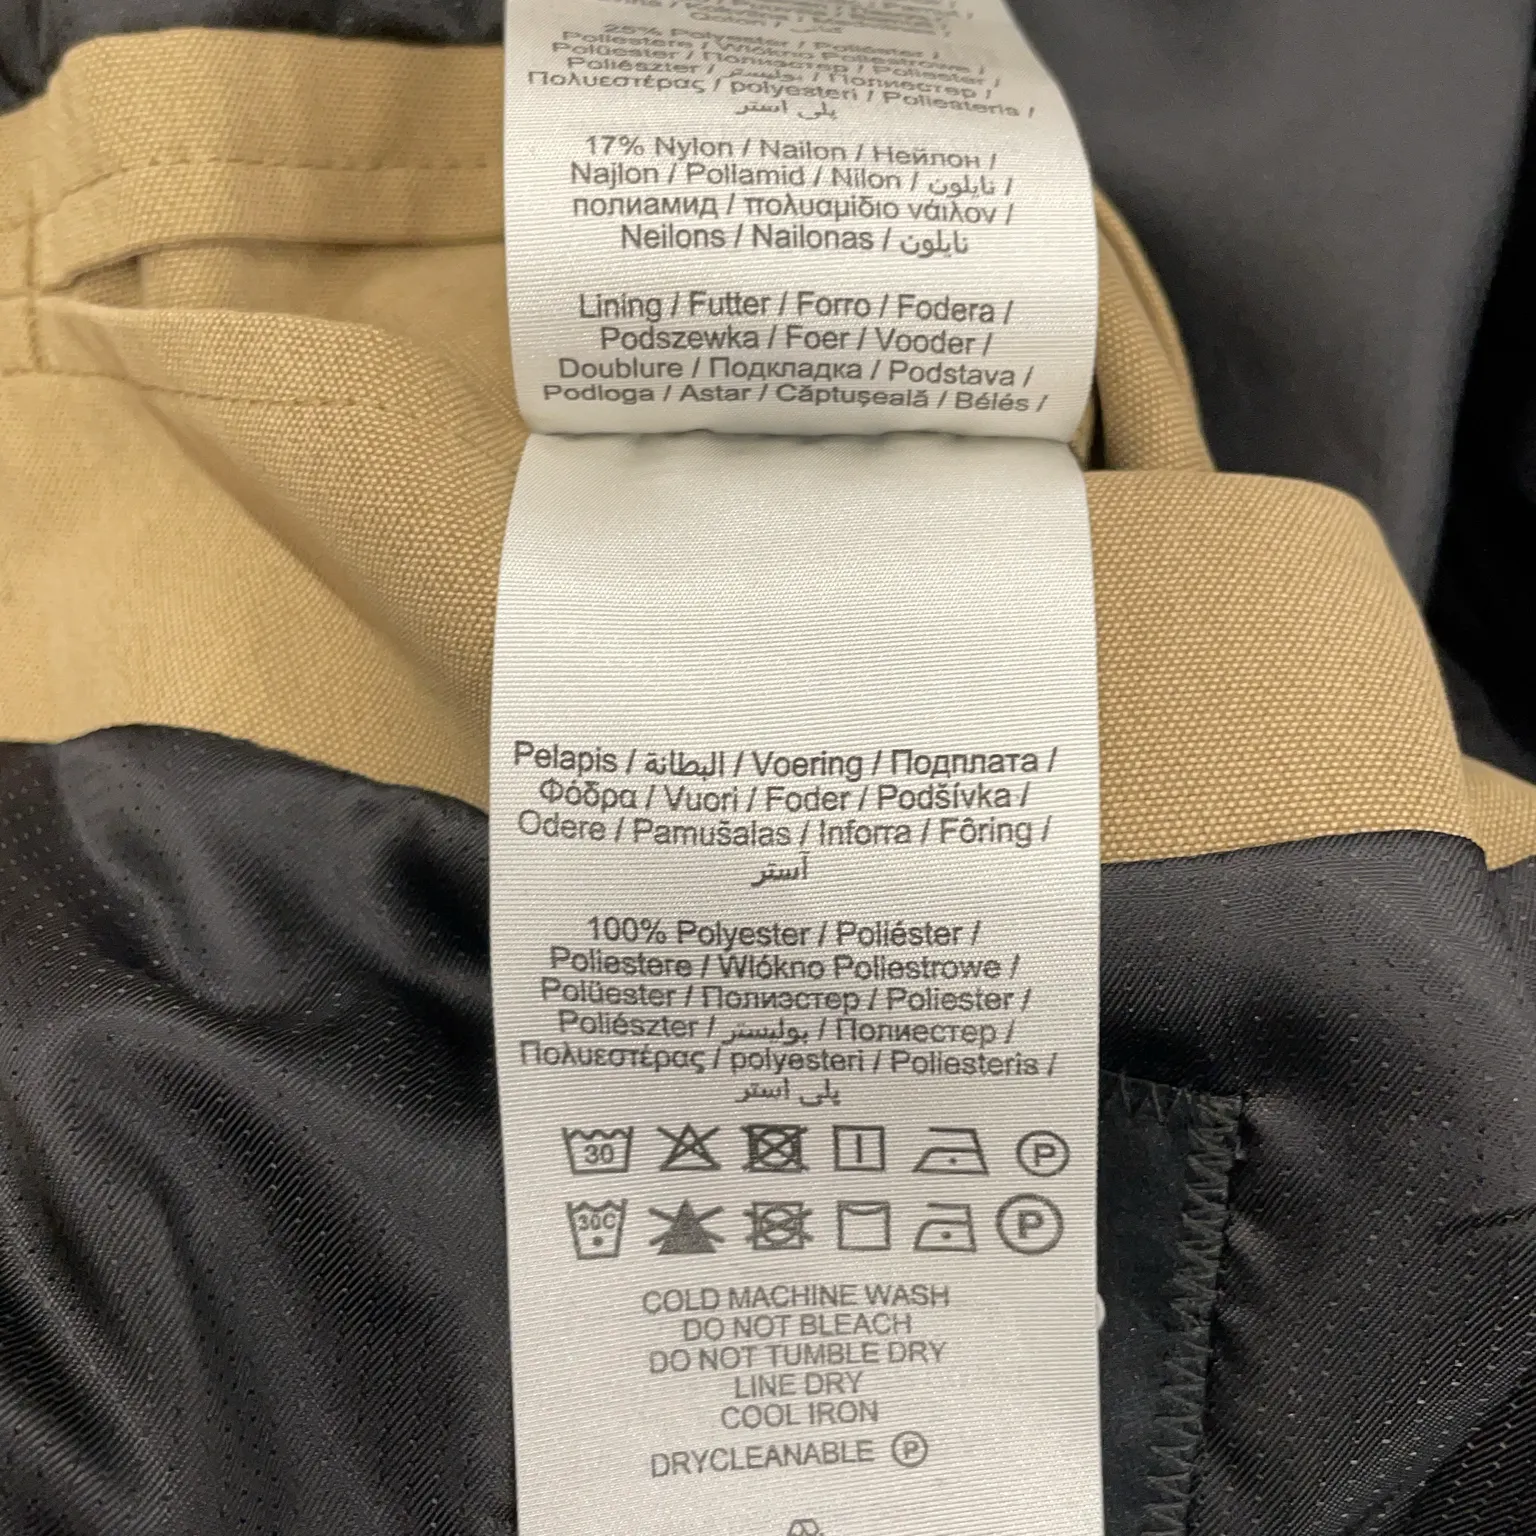 Goton /
25% Polyester / Poliéster /
Poliestere / Włókno Poliestrowe /
Polüester / Полиэстер / Poliester /
Poliészter / بوليستر / Полиестер /
Πολυεστέρας / polyesteri / Poliesteris /
پلی استر
17% Nylon / Nailon / Нейлон /
Najlon / Poliamid / Nilon / نايلون /
полиамид / πολυαμίδιο νάιλον /
Neilons / Nailonas / نایلون
Lining / Futter / Forro / Fodera /
Podszewka / Foer / Vooder /
Doublure / Подкладка / Podstava /
Podloga / Astar / Căptușeală / Bélés /
Pelapis / البطانة / Voering / Подплата /
Φόδρα / Vuori / Foder / Podšívka /
Odere / Pamušalas / Inforra / Fôring /
آستر
100% Polyester / Poliéster /
Poliestere / Włókno Poliestrowe /
Polüester / Полиэстер / Poliester /
Poliészter / بوليستر / Полиестер /
Πολυεστέρας / polyesteri / Poliesteris /
پلی استر
30 P
30C P
COLD MACHINE WASH
DO NOT BLEACH
DO NOT TUMBLE DRY
LINE DRY
COOL IRON
DRYCLEANABLE P